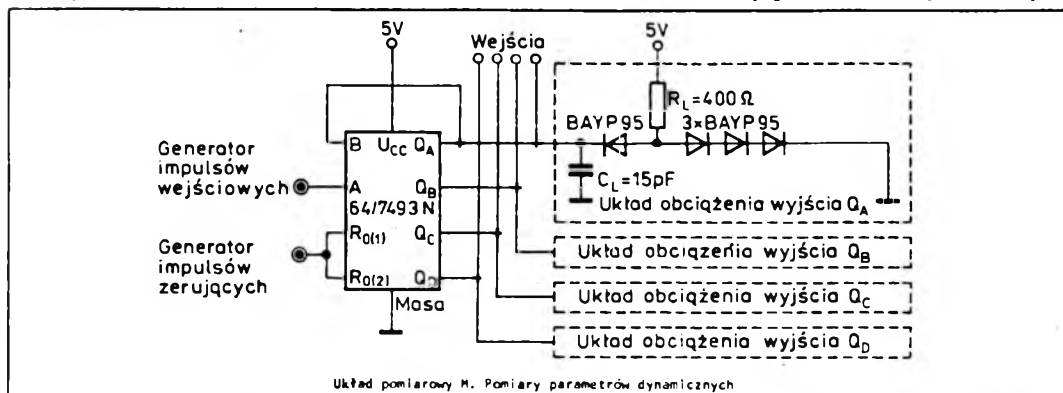 5V
Wejścia
5V
R_L=400Ω
BAYP95
3×BAYP95
C_L=15pF
Układ obciążenia wyjścia Q_A
B
U_CC
Q_A
Generator
impulsów
wejściowych
A
Q_B
64/7493N
Generator
impulsów
zerujących
R_0(1)
Q_C
R_0(2)
Q_D
Masa
Układ obciązenia wyjścia Q_B
Układ obciążenia wyjścia Q_C
Układ obciążenia wyjścia Q_D
Układ pomiarowy M. Pomiary parametrów dynamicznych